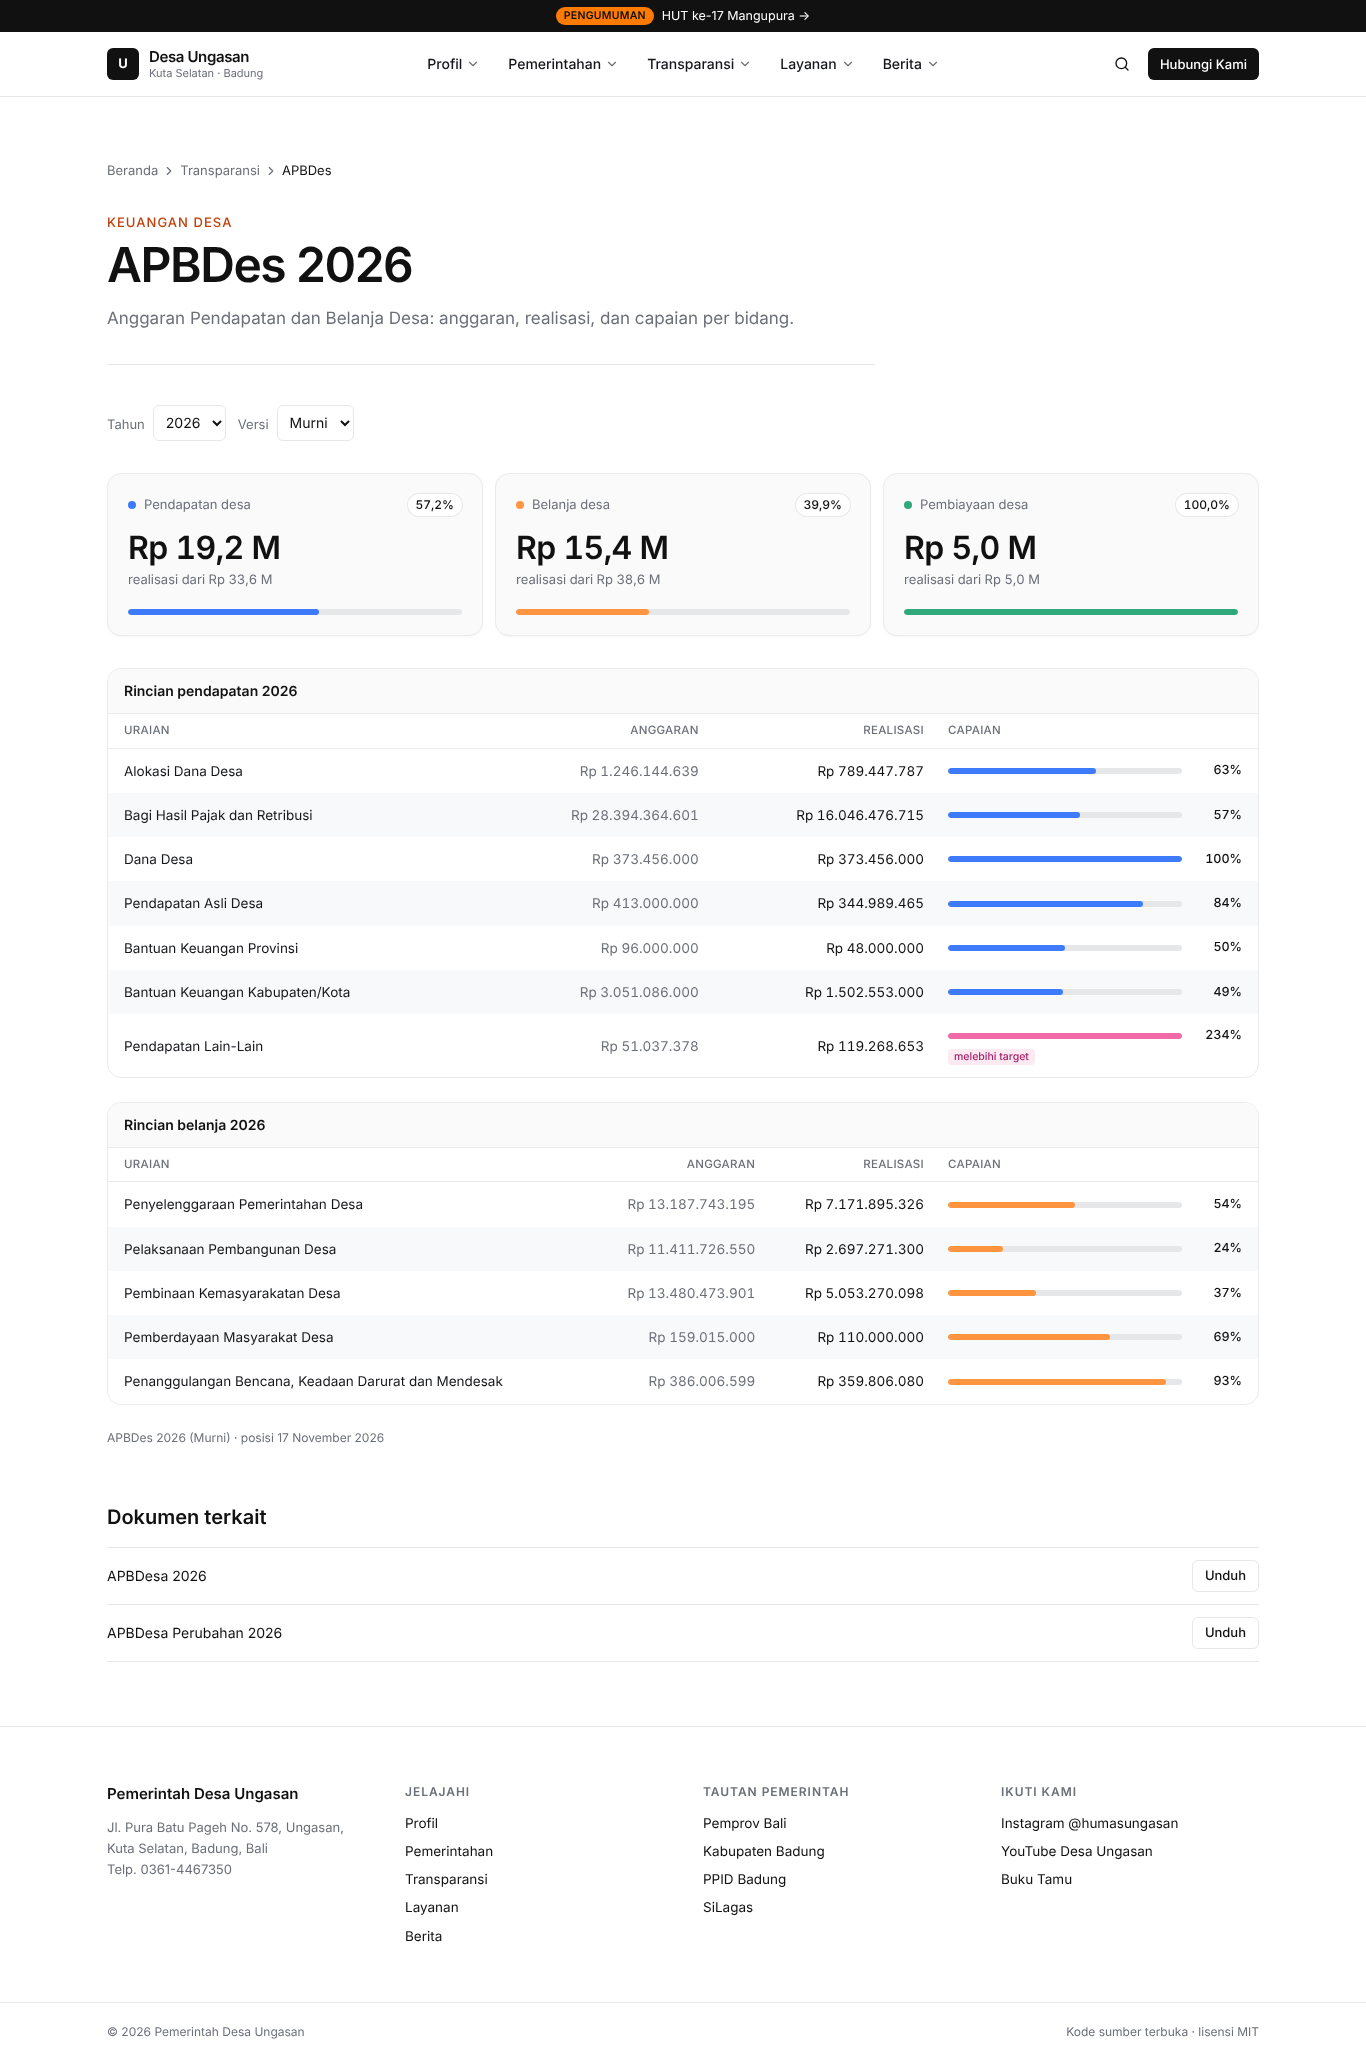 PENGUMUMAN HUT ke-17 Mangupura →
U
Desa Ungasan
Kuta Selatan · Badung
Profil Pemerintahan Transparansi Layanan Berita
Hubungi Kami
Beranda > Transparansi > APBDes
KEUANGAN DESA
APBDes 2026
Anggaran Pendapatan dan Belanja Desa: anggaran, realisasi, dan capaian per bidang.
Tahun 2026 Versi Murni
Pendapatan desa 57,2%
Rp 19,2 M
realisasi dari Rp 33,6 M
Belanja desa 39,9%
Rp 15,4 M
realisasi dari Rp 38,6 M
Pembiayaan desa 100,0%
Rp 5,0 M
realisasi dari Rp 5,0 M
Rincian pendapatan 2026
URAIAN ANGGARAN REALISASI CAPAIAN
Alokasi Dana Desa Rp 1.246.144.639 Rp 789.447.787 63%
Bagi Hasil Pajak dan Retribusi Rp 28.394.364.601 Rp 16.046.476.715 57%
Dana Desa Rp 373.456.000 Rp 373.456.000 100%
Pendapatan Asli Desa Rp 413.000.000 Rp 344.989.465 84%
Bantuan Keuangan Provinsi Rp 96.000.000 Rp 48.000.000 50%
Bantuan Keuangan Kabupaten/Kota Rp 3.051.086.000 Rp 1.502.553.000 49%
Pendapatan Lain-Lain Rp 51.037.378 Rp 119.268.653 234%
melebihi target
Rincian belanja 2026
URAIAN ANGGARAN REALISASI CAPAIAN
Penyelenggaraan Pemerintahan Desa Rp 13.187.743.195 Rp 7.171.895.326 54%
Pelaksanaan Pembangunan Desa Rp 11.411.726.550 Rp 2.697.271.300 24%
Pembinaan Kemasyarakatan Desa Rp 13.480.473.901 Rp 5.053.270.098 37%
Pemberdayaan Masyarakat Desa Rp 159.015.000 Rp 110.000.000 69%
Penanggulangan Bencana, Keadaan Darurat dan Mendesak Rp 386.006.599 Rp 359.806.080 93%
APBDes 2026 (Murni) · posisi 17 November 2026
Dokumen terkait
APBDesa 2026 Unduh
APBDesa Perubahan 2026 Unduh
Pemerintah Desa Ungasan
Jl. Pura Batu Pageh No. 578, Ungasan,
Kuta Selatan, Badung, Bali
Telp. 0361-4467350
JELAJAHI
Profil
Pemerintahan
Transparansi
Layanan
Berita
TAUTAN PEMERINTAH
Pemprov Bali
Kabupaten Badung
PPID Badung
SiLagas
IKUTI KAMI
Instagram @humasungasan
YouTube Desa Ungasan
Buku Tamu
© 2026 Pemerintah Desa Ungasan
Kode sumber terbuka · lisensi MIT